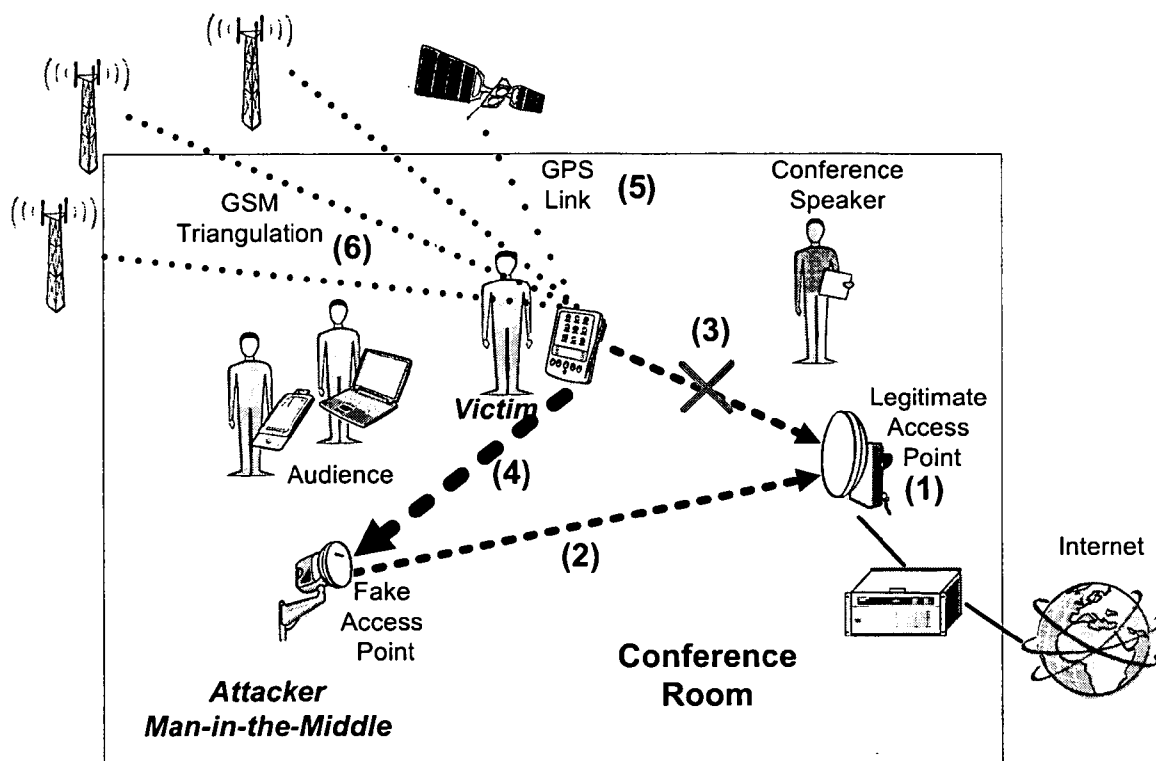 GPS
Link
(5)
Conference
Speaker
GSM
Triangulation
(6)
(3)
Victim
Legitimate
Access
Point
(1)
Audience
(4)
(2)
Internet
Fake
Access
Point
Conference
Room
Attacker
Man-in-the-Middle